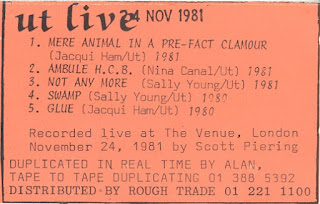 ut live 24 NOV 1981
1. MERE ANIMAL IN A PRE-FACT CLAMOUR
(Jacqui Ham/Ut) 1981
2. AMBULE H.C.B. (Nina Canal/Ut) 1981
3. NOT ANY MORE (Sally Young/Ut) 1981
4. SWAMP (Sally Young/Ut) 1980
5. GLUE (Jacqui Ham/Ut) 1980
Recorded live at The Venue, London
November 24, 1981 by Scott Piering
DUPLICATED IN REAL TIME BY ALAN,
TAPE TO TAPE DUPLICATING 01 388 5392
DISTRIBUTED BY ROUGH TRADE 01 221 1100